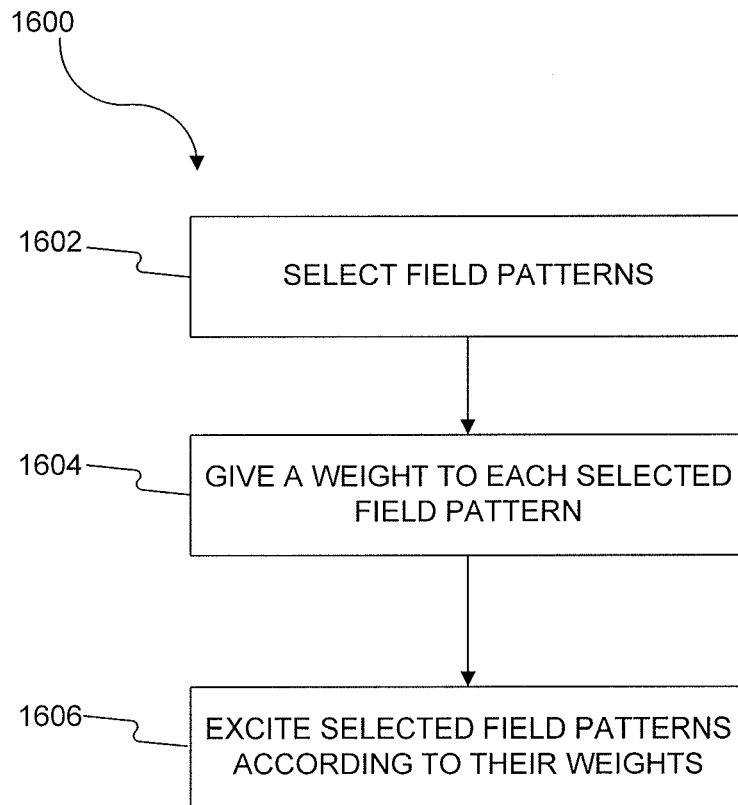 1600
1602
SELECT FIELD PATTERNS
1604
GIVE A WEIGHT TO EACH SELECTED
FIELD PATTERN
1606
EXCITE SELECTED FIELD PATTERNS
ACCORDING TO THEIR WEIGHTS